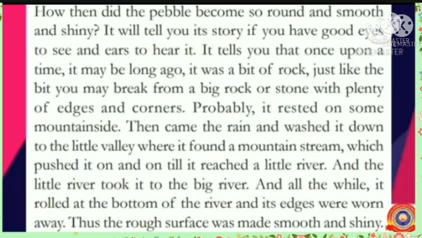 How then did the pebble become so round and smooth
and shiny? It will tell you its story if you have good eyes
to see and ears to hear it. It tells you that once upon a
time, it may be long ago, it was a bit of rock, just like the
bit you may break from a big rock or stone with plenty
of edges and corners. Probably, it rested on some
mountainside. Then came the rain and washed it down
to the little valley where it found a mountain stream, which
pushed it on and on till it reached a little river. And the
little river took it to the big river. And all the while, it
rolled at the bottom of the river and its edges were worn
away. Thus the rough surface was made smooth and shiny.